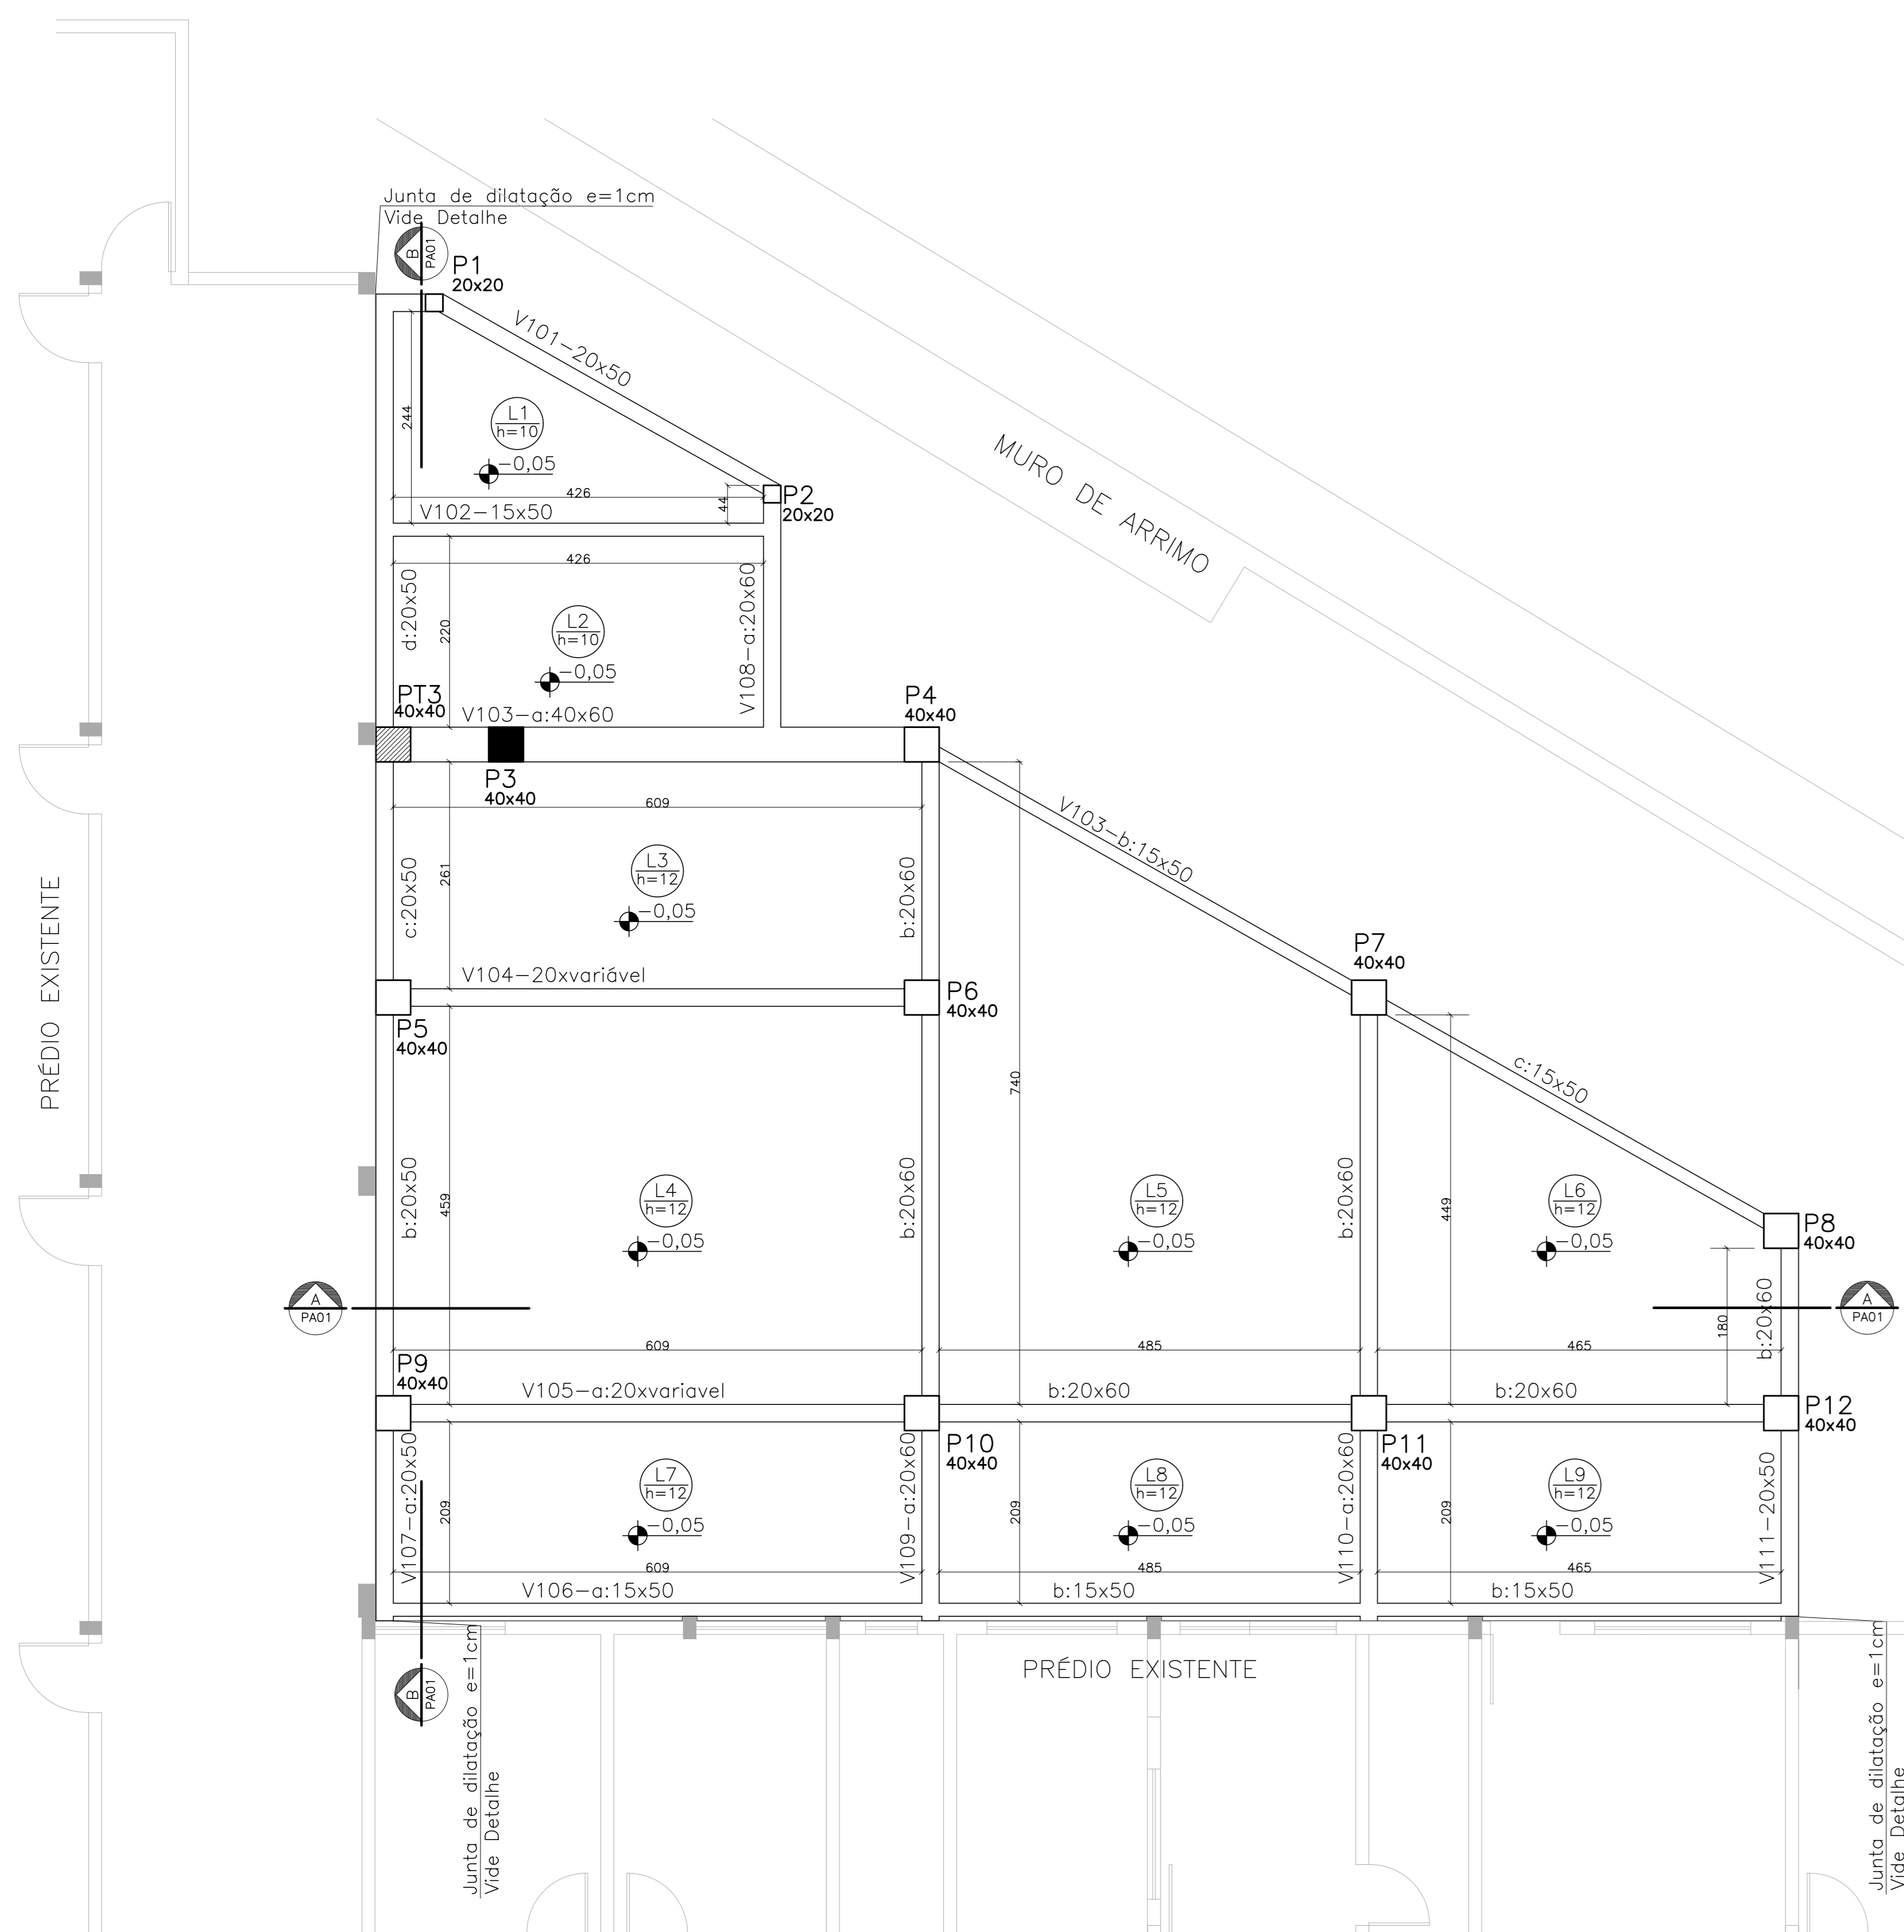 Junta de dilatação e=1cm
Vide Detalhe
B
PA01
P1
20x20
V101-20x50
244
L1
h=10
-0,05
426
44
P2
20x20
V102-15x50
MURO DE ARRIMO
426
d:20x50
220
L2
h=10
-0,05
V108-a:20x60
PT3
40x40
V103-a:40x60
P4
40x40
P3
40x40
609
V103-b:15x50
c:20x50
261
L3
h=12
-0,05
b:20x60
PRÉDIO EXISTENTE
V104-20xvariável
P7
40x40
P6
40x40
P5
40x40
740
c:15x50
b:20x50
459
L4
h=12
-0,05
b:20x60
L5
h=12
-0,05
b:20x60
449
L6
h=12
-0,05
P8
40x40
180
b:20x60
A
PA01
A
PA01
609
485
465
P9
40x40
V105-a:20xvariavel
b:20x60
b:20x60
P12
40x40
P10
40x40
P11
40x40
V107-a:20x50
209
L7
h=12
-0,05
V109-a:20x60
209
L8
h=12
-0,05
V110-a:20x60
209
L9
h=12
-0,05
V111-20x50
609
485
465
V106-a:15x50
b:15x50
b:15x50
PRÉDIO EXISTENTE
B
PA01
Junta de dilatação e=1cm
Vide Detalhe
Junta de dilatação e=1cm
Vide Detalhe